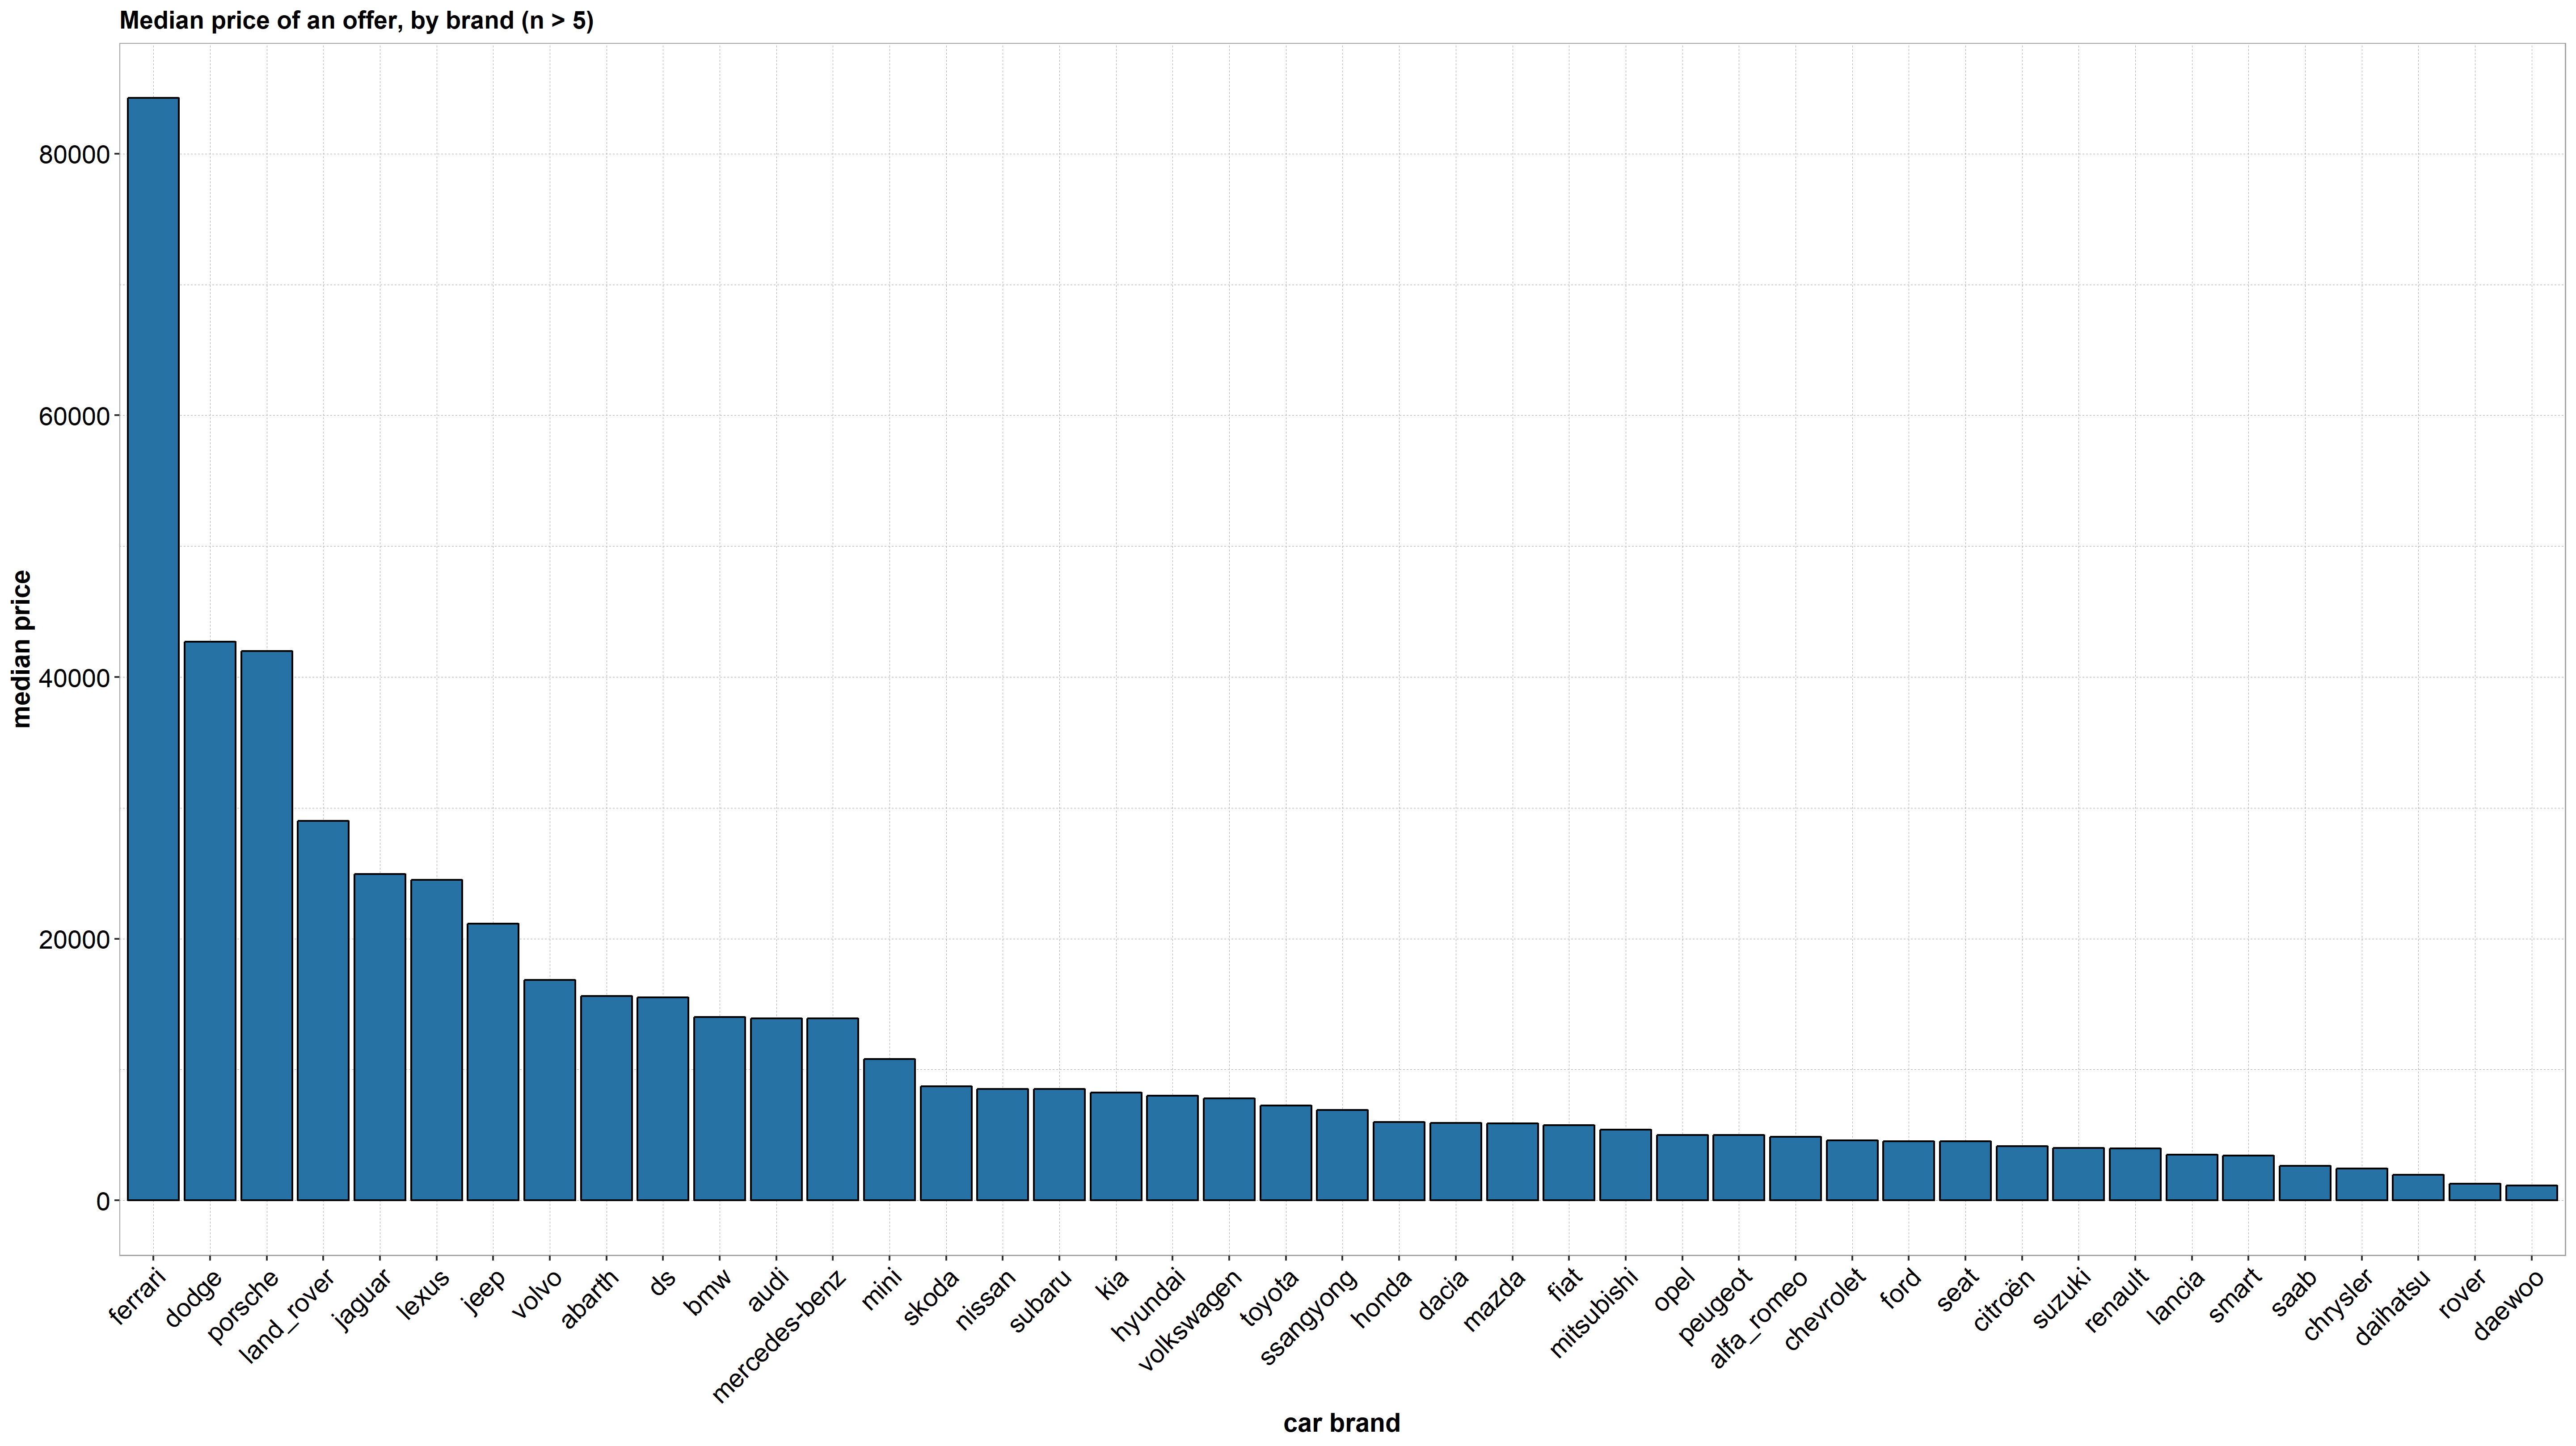 Median price of an offer, by brand (n > 5)
median price
80000
60000
40000
20000
0
ferrari
dodge
porsche
land_rover
jaguar
lexus
jeep
volvo
abarth
ds
bmw
audi
mercedes-benz
mini
skoda
nissan
subaru
kia
hyundai
volkswagen
toyota
ssangyong
honda
dacia
mazda
fiat
mitsubishi
opel
peugeot
alfa_romeo
chevrolet
ford
seat
citroën
suzuki
renault
lancia
smart
saab
chrysler
daihatsu
rover
daewoo
car brand